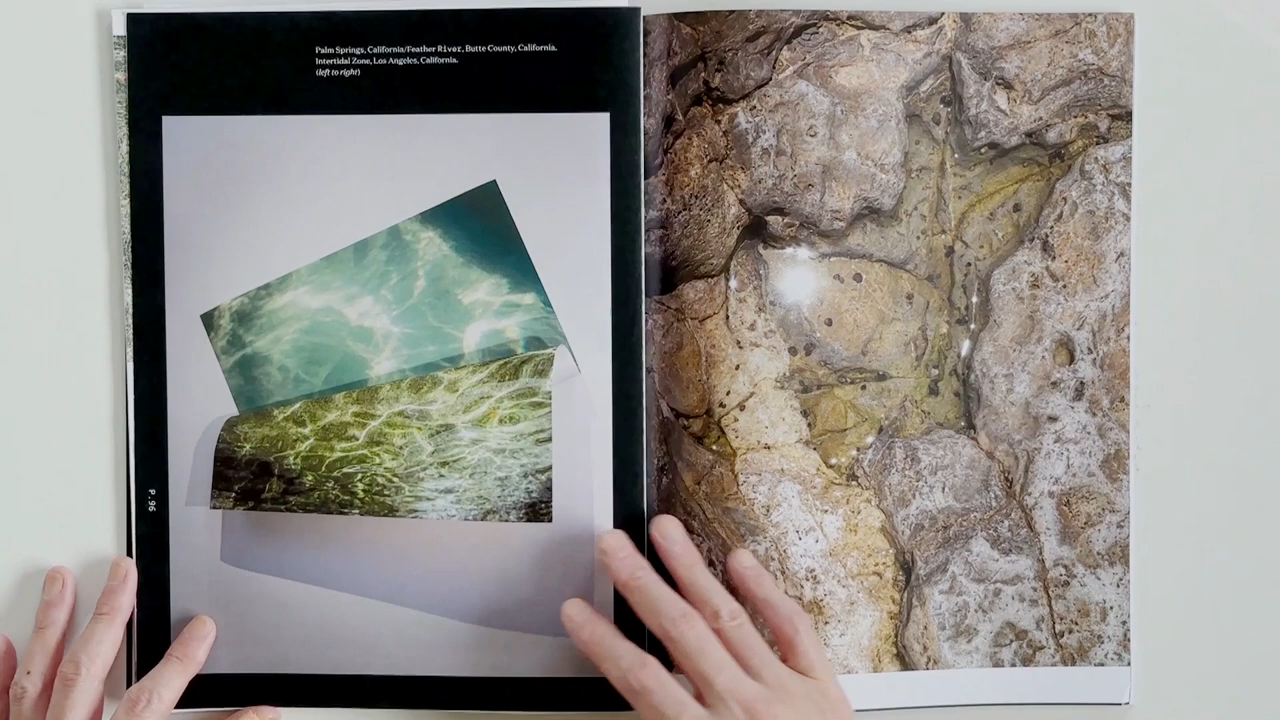 Palm Springs, California/Feather River, Butte County, California.
Intertidal Zone, Los Angeles, California.
(left to right)
P.96